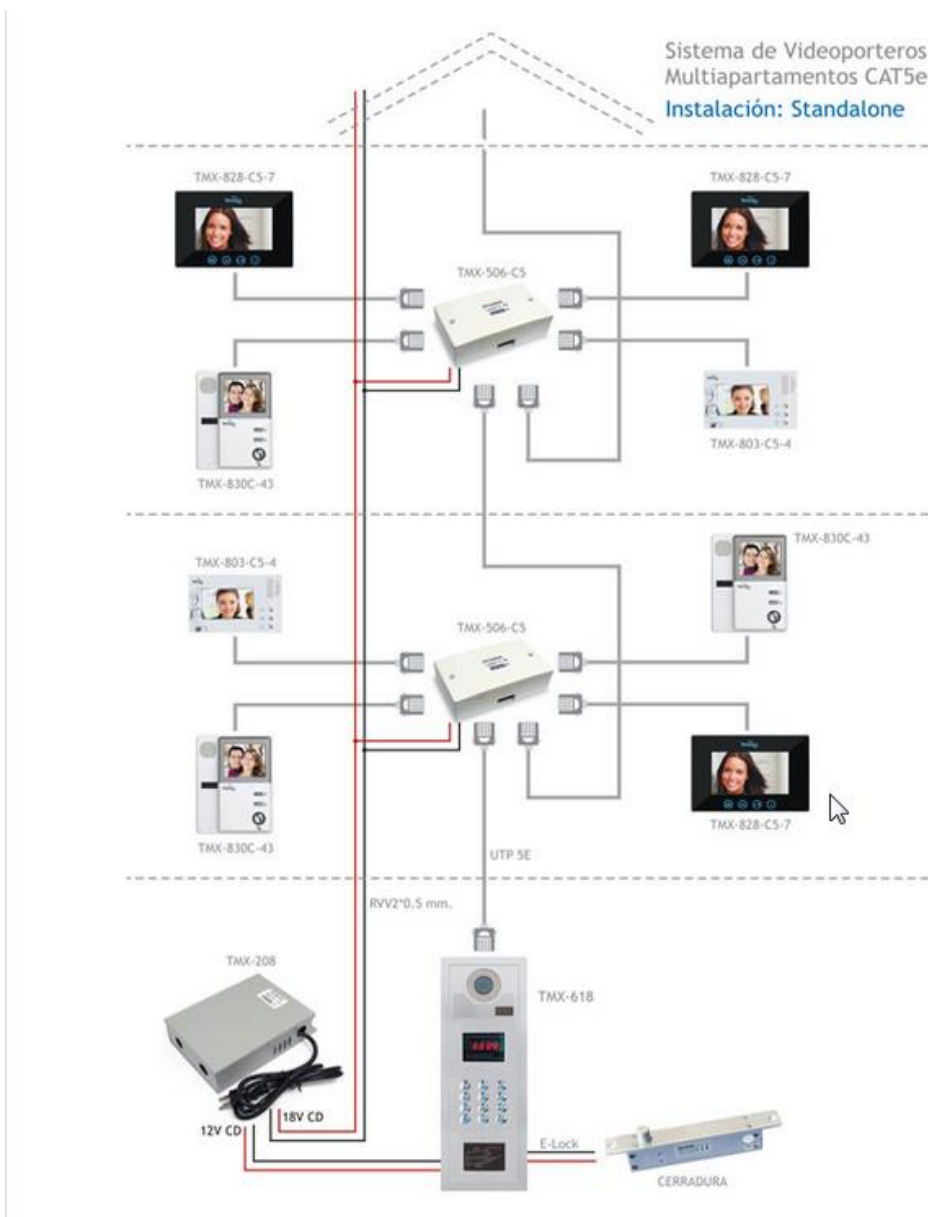 Sistema de Videoporteros
Multiapartamentos CAT5e
Instalación: Standalone
TMX-828-C5-7
TMX-828-C5-7
TMX-506-C5
TMX-830C-43
TMX-803-C5-4
TMX-803-C5-4
TMX-830C-43
TMX-506-C5
TMX-830C-43
TMX-828-C5-7
UTP 5E
RVV2*0.5 mm.
TMX-208
TMX-618
18V CD
12V CD
E-Lock
CERRADURA